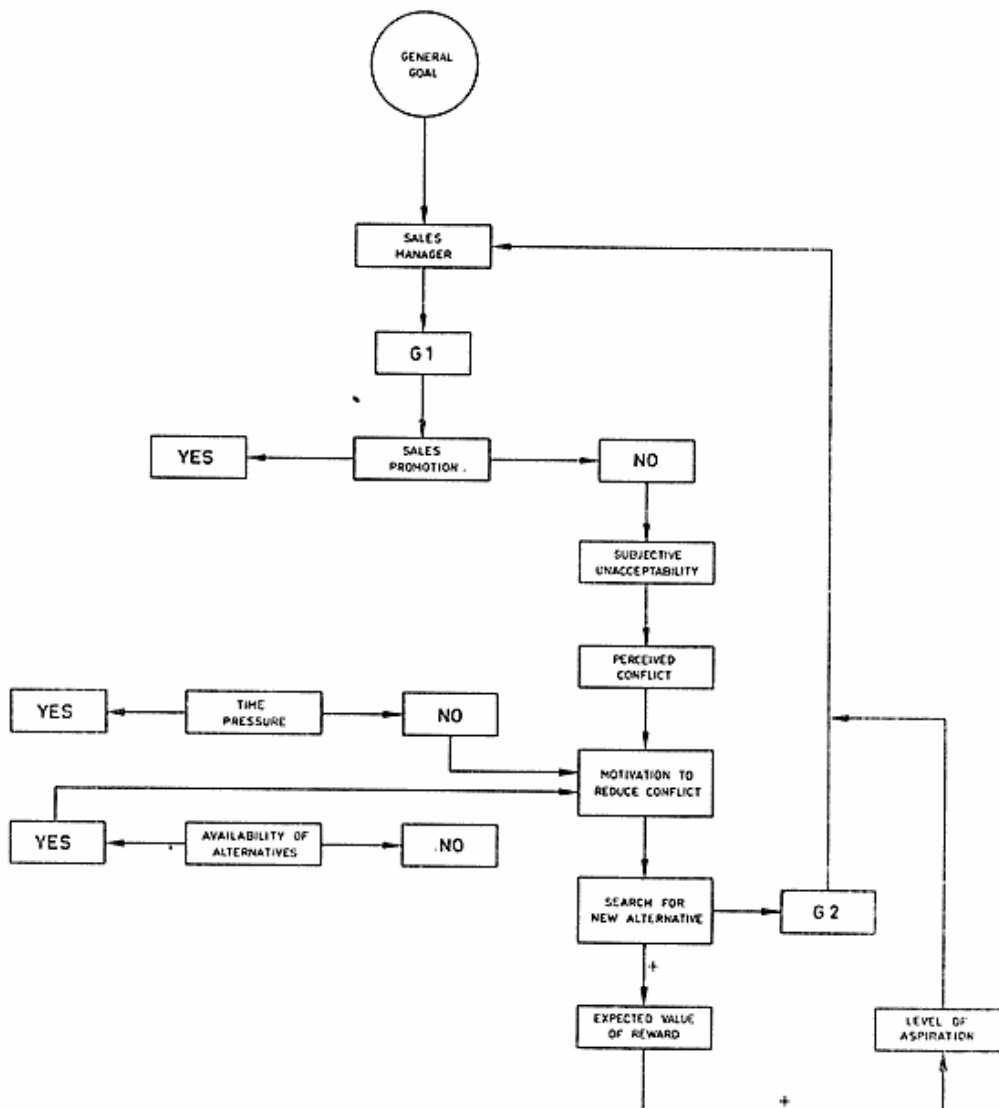 GENERAL
GOAL
SALES
MANAGER
G1
YES
SALES
PROMOTION.
NO
SUBJECTIVE
UNACCEPTABILITY
PERCEIVED
CONFLICT
YES
TIME
PRESSURE
NO
MOTIVATION TO
REDUCE CONFLICT
YES
AVAILABILITY OF
ALTERNATIVES
.NO
SEARCH FOR
NEW ALTERNATIVE
G2
+
EXPECTED VALUE
OF REWARD
LEVEL OF
ASPIRATION
+